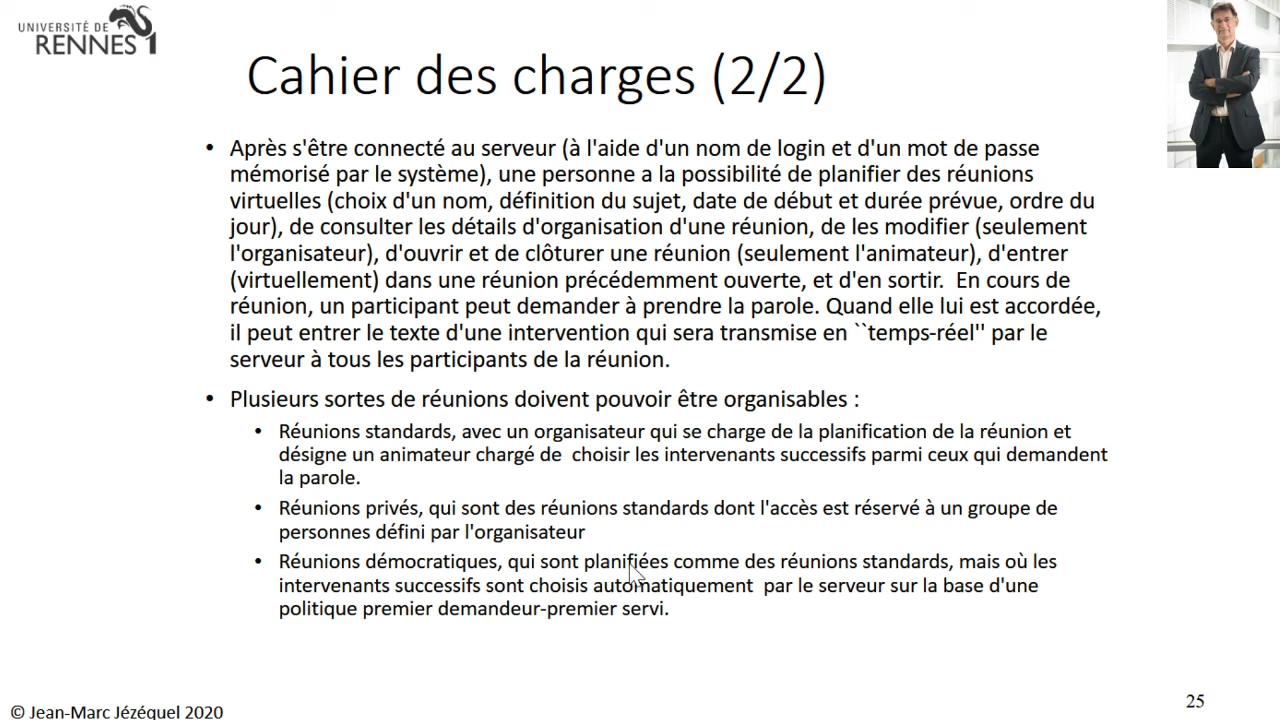 UNIVERSITÉ DE
RENNES 1
Cahier des charges (2/2)
• Après s'être connecté au serveur (à l'aide d'un nom de login et d'un mot de passe
mémorisé par le système), une personne a la possibilité de planifier des réunions
virtuelles (choix d'un nom, définition du sujet, date de début et durée prévue, ordre du
jour), de consulter les détails d'organisation d'une réunion, de les modifier (seulement
l'organisateur), d'ouvrir et de clôturer une réunion (seulement l'animateur), d'entrer
(virtuellement) dans une réunion précédemment ouverte, et d'en sortir. En cours de
réunion, un participant peut demander à prendre la parole. Quand elle lui est accordée,
il peut entrer le texte d'une intervention qui sera transmise en ``temps-réel'' par le
serveur à tous les participants de la réunion.
• Plusieurs sortes de réunions doivent pouvoir être organisables :
• Réunions standards, avec un organisateur qui se charge de la planification de la réunion et
désigne un animateur chargé de choisir les intervenants successifs parmi ceux qui demandent
la parole.
• Réunions privés, qui sont des réunions standards dont l'accès est réservé à un groupe de
personnes défini par l'organisateur
• Réunions démocratiques, qui sont planifiées comme des réunions standards, mais où les
intervenants successifs sont choisis automatiquement par le serveur sur la base d'une
politique premier demandeur-premier servi.
© Jean-Marc Jézéquel 2020
25